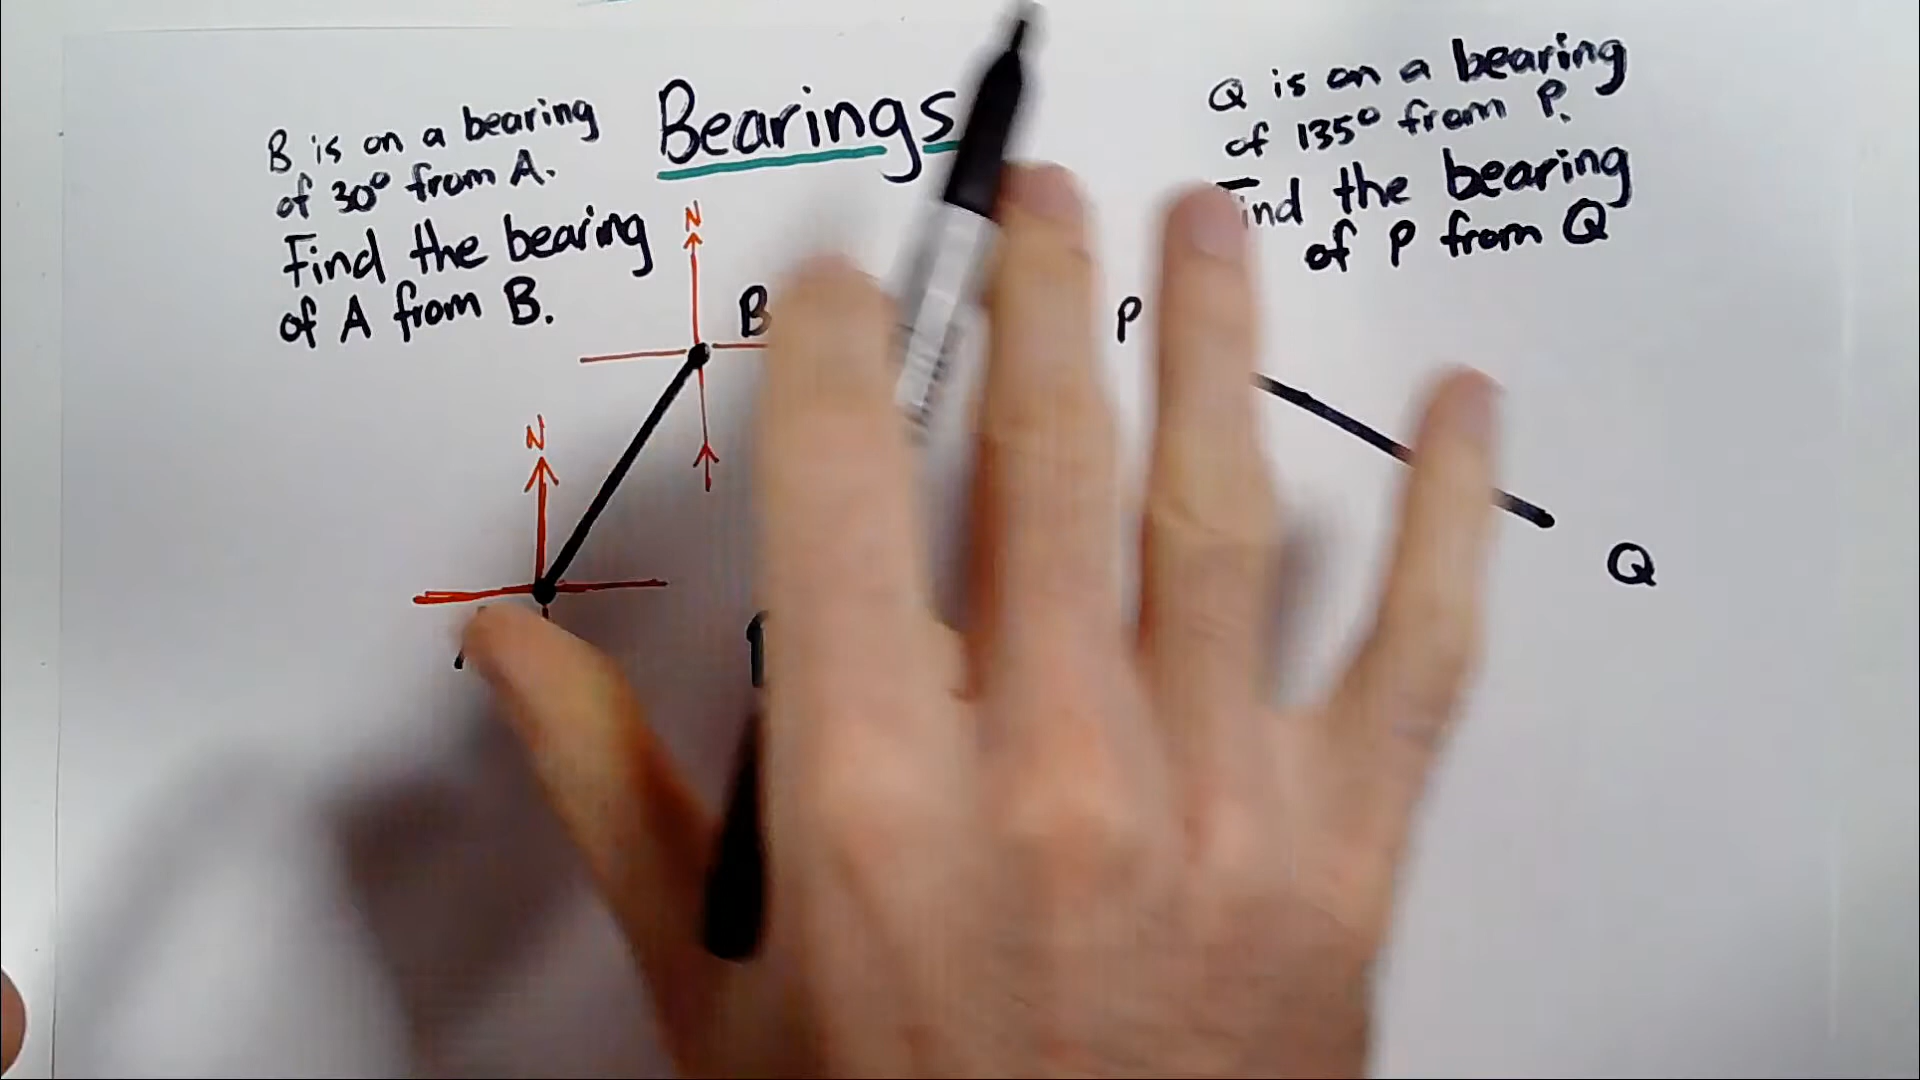 Bearings
B is on a bearing
of 30° from A.
Find the bearing
of A from B.
Q is on a bearing
of 135° from P.
ind the bearing
of P from Q
N
B
P
N
Q